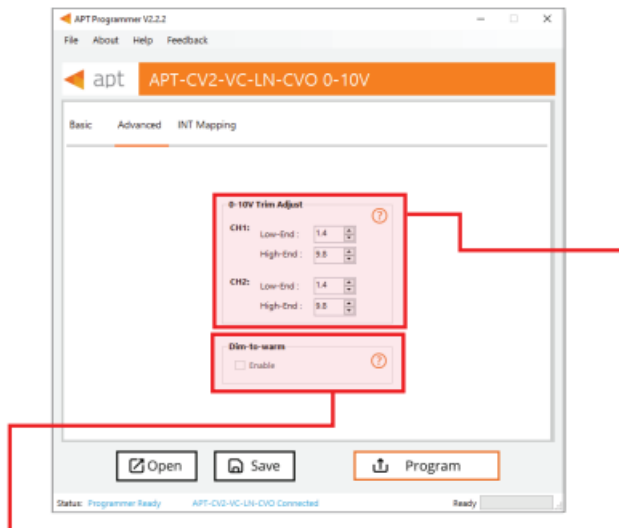 APT Programmer V2.2.2
File About Help Feedback
apt APT-CV2-VC-LN-CVO 0-10V
Basic Advanced INT Mapping
0-10V Trim Adjust
?
CH1: Low-End : 1.4
High-End : 9.8
CH2: Low-End : 1.4
High-End : 9.8
Dim-to-warm
?
Enable
Open Save Program
Status: Programmer Ready APT-CV2-VC-LN-CVO Connected Ready